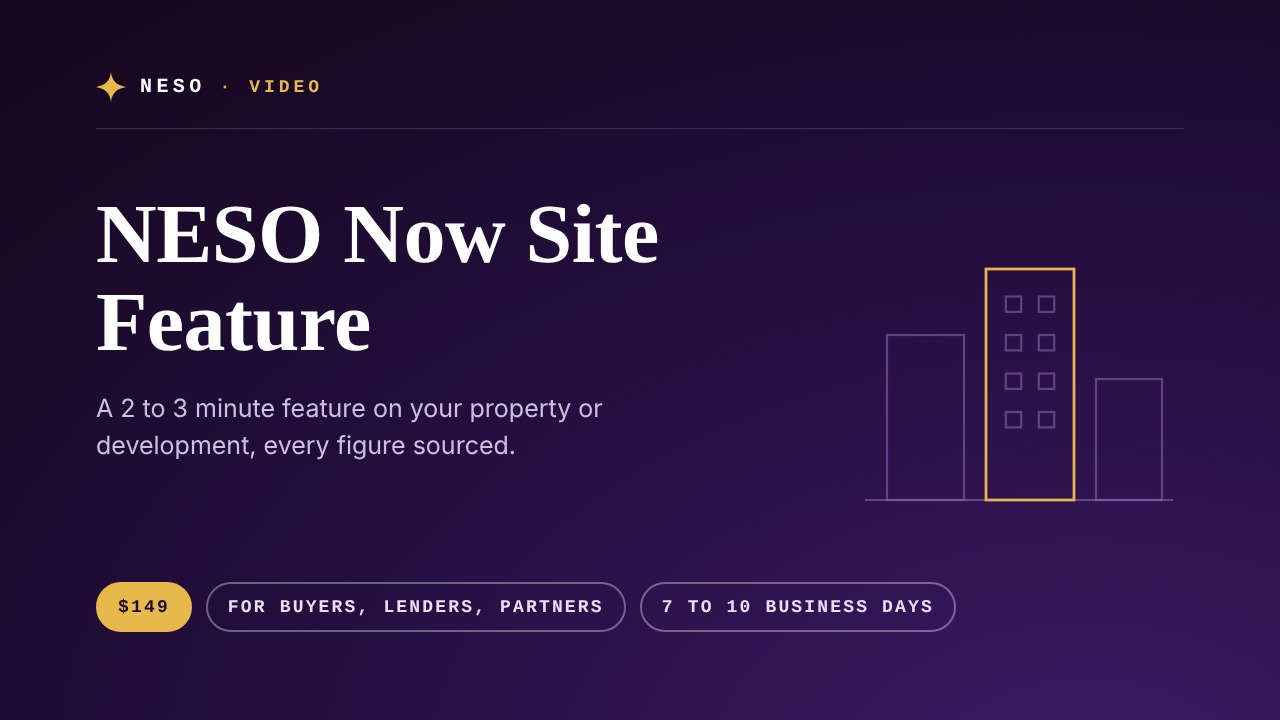 NESO · VIDEO
NESO Now Site
Feature
A 2 to 3 minute feature on your property or
development, every figure sourced.
$149
FOR BUYERS, LENDERS, PARTNERS
7 TO 10 BUSINESS DAYS